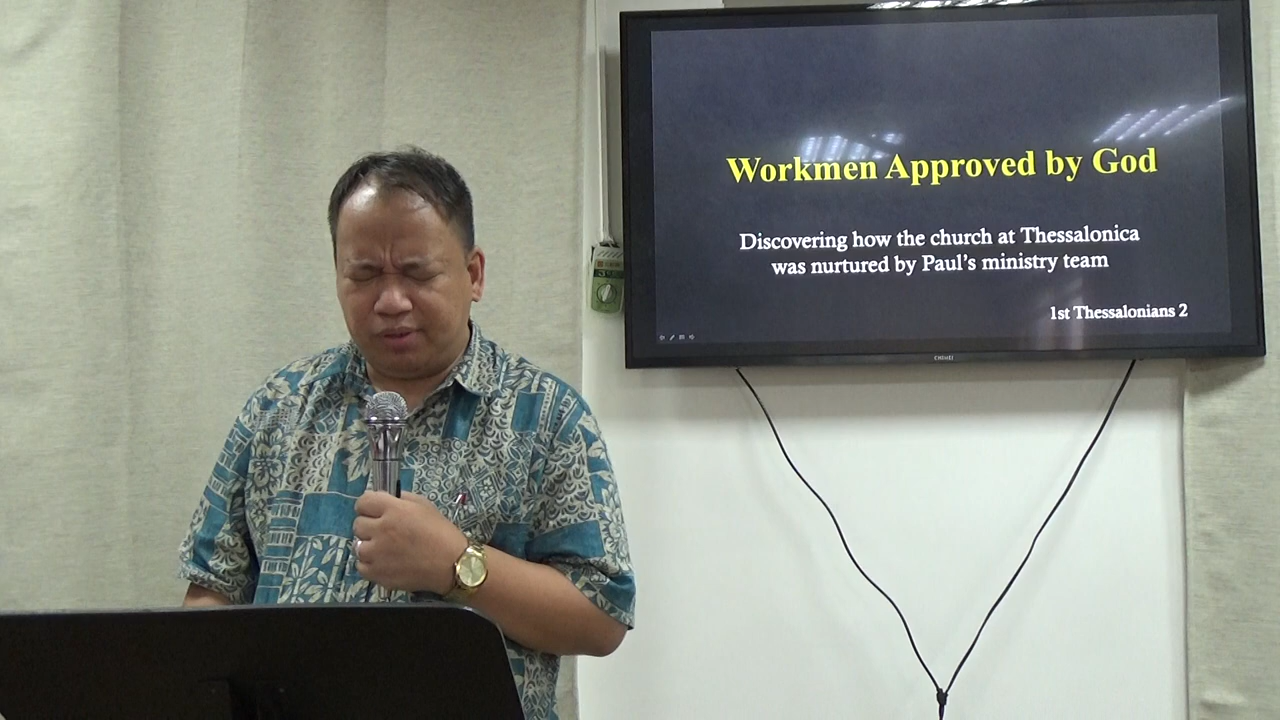 Workmen Approved by God
Discovering how the church at Thessalonica
was nurtured by Paul's ministry team
1st Thessalonians 2
CHIMEI